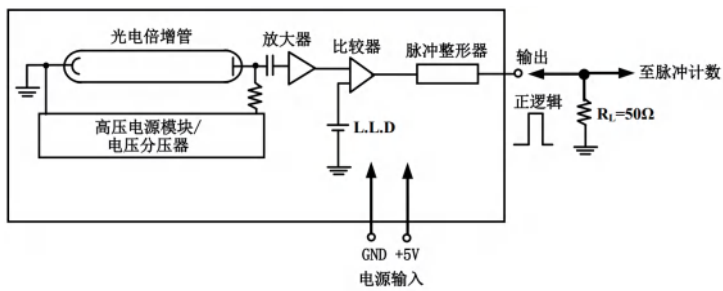 光电倍增管
放大器
比较器
脉冲整形器
输出
至脉冲计数
正逻辑
R_L=50Ω
高压电源模块/
电压分压器
L.L.D
GND +5V
电源输入